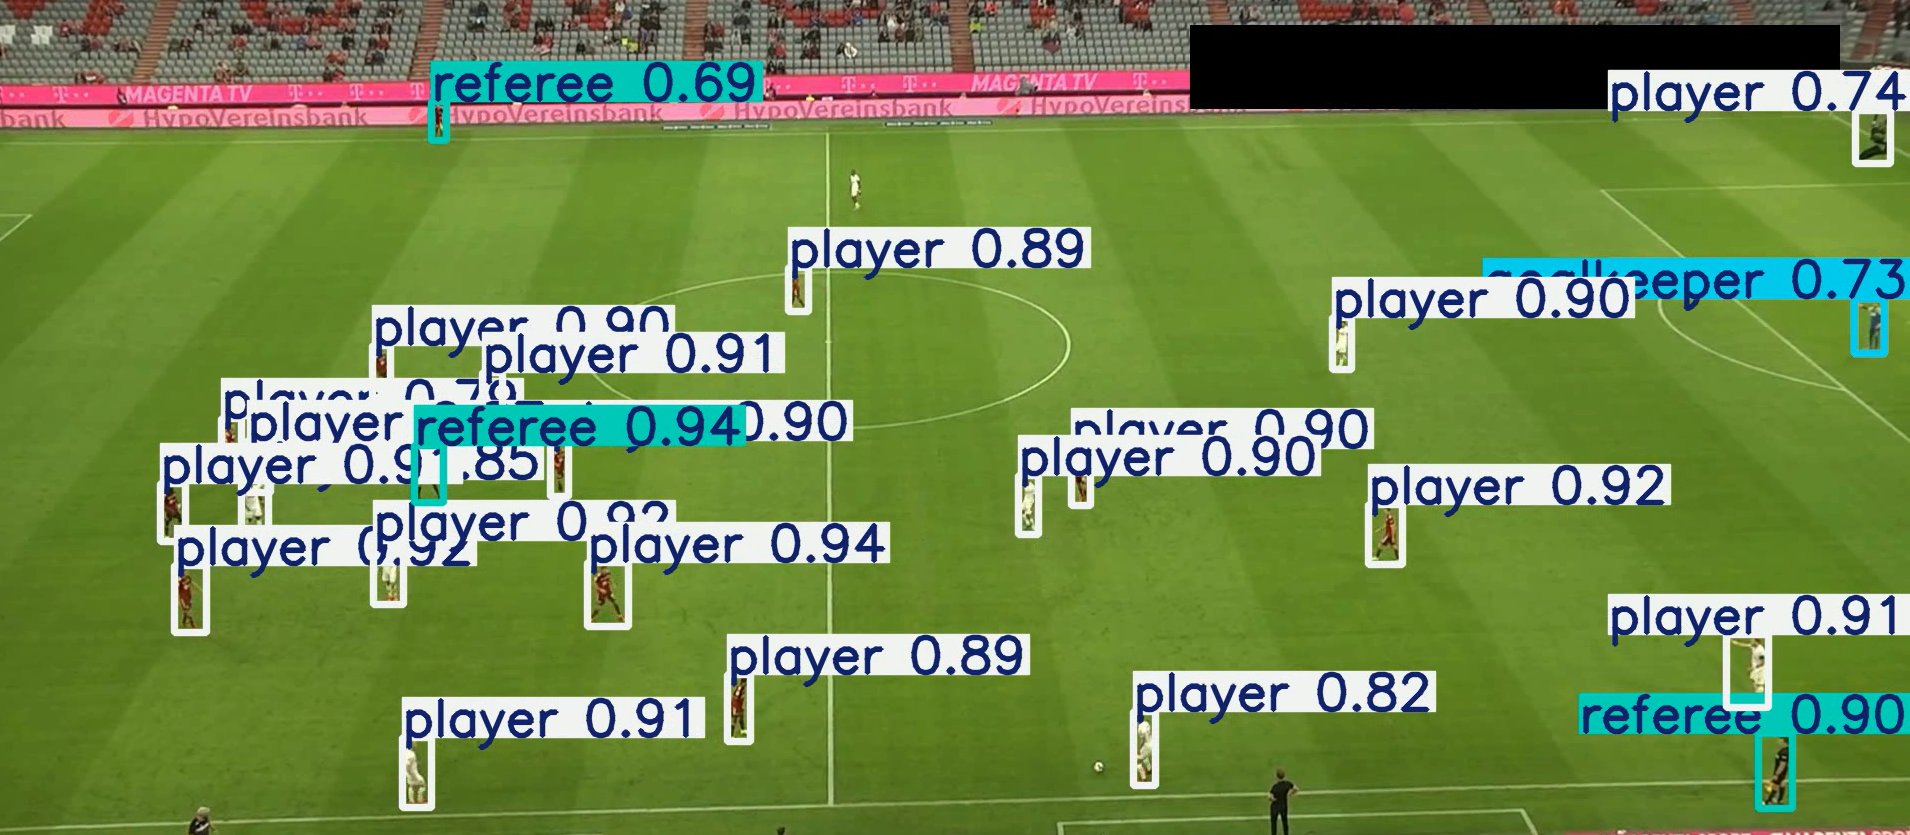 referee 0.69
MAGENTA TV
T
T
MAGENTA TV
T
player 0.74
bank
HypoVereinsbank
HypoVereinsbank
HypoVereinsbank
player 0.89
goalkeeper 0.73
player 0.90
player 0.90
player 0.91
player 0.79
player
referee 0.94
0.90
player 0.90
player 0.91
.85
player 0.90
player 0.92
player 0.92
player 0.92
player 0.94
player 0.91
player 0.89
player 0.82
player 0.91
referee 0.90